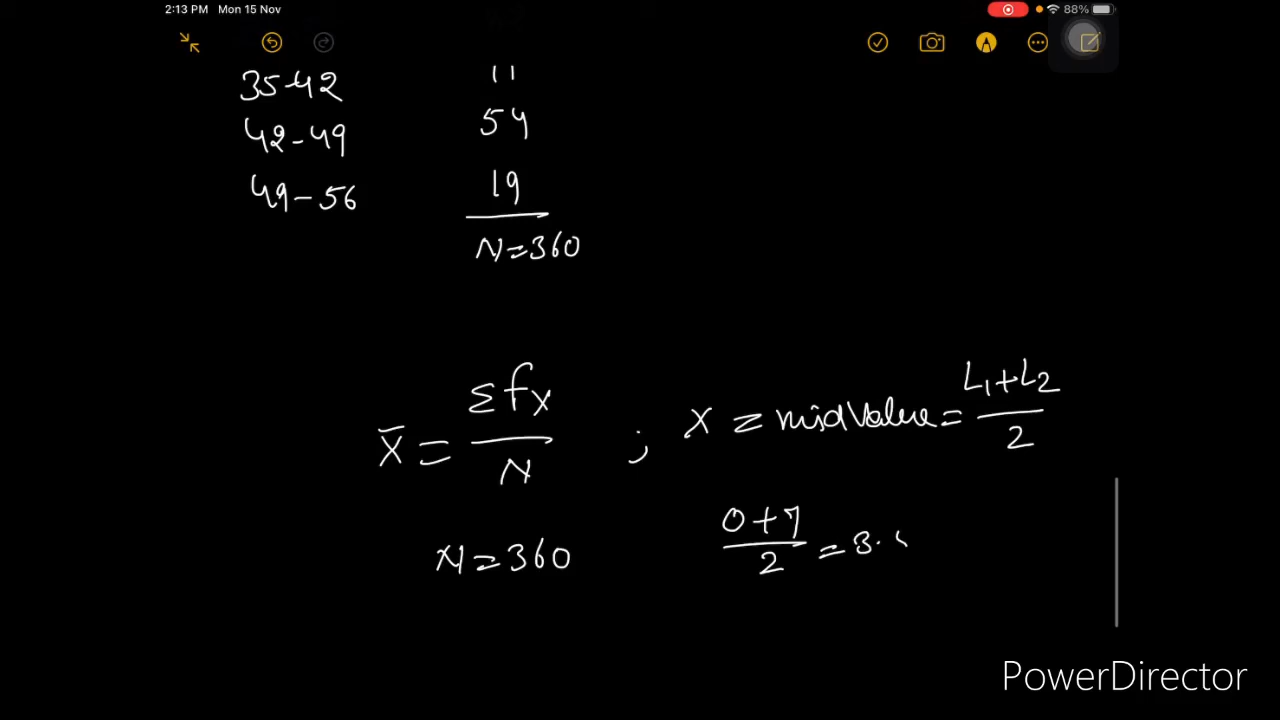 2:13 PM Mon 15 Nov 88%
35-42 11
42-49 54
49-56 19
N=360
x̄ = Σfx / N ; x = midvalue = L₁+L₂ / 2
N=360 0+7 / 2 = 3.
PowerDirector